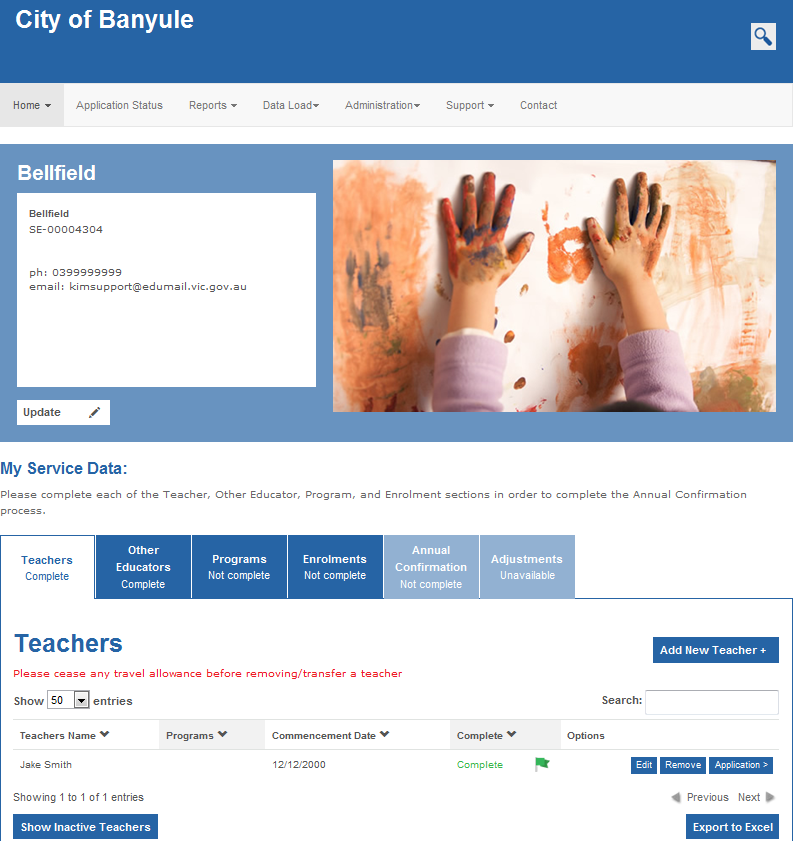 City of Banyule
Home Application Status Reports Data Load Administration Support Contact
Bellfield
Bellfield
SE-00004304
ph: 0399999999
email: kimsupport@edumail.vic.gov.au
Update
My Service Data:
Please complete each of the Teacher, Other Educator, Program, and Enrolment sections in order to complete the Annual Confirmation
process.
Teachers
Complete
Other
Educators
Complete
Programs
Not complete
Enrolments
Not complete
Annual
Confirmation
Not complete
Adjustments
Unavailable
Teachers
Add New Teacher +
Please cease any travel allowance before removing/transfer a teacher
Show 50 entries
Search:
Teachers Name Programs Commencement Date Complete Options
Jake Smith 12/12/2000 Complete Edit Remove Application >
Showing 1 to 1 of 1 entries
Previous Next
Show Inactive Teachers
Export to Excel